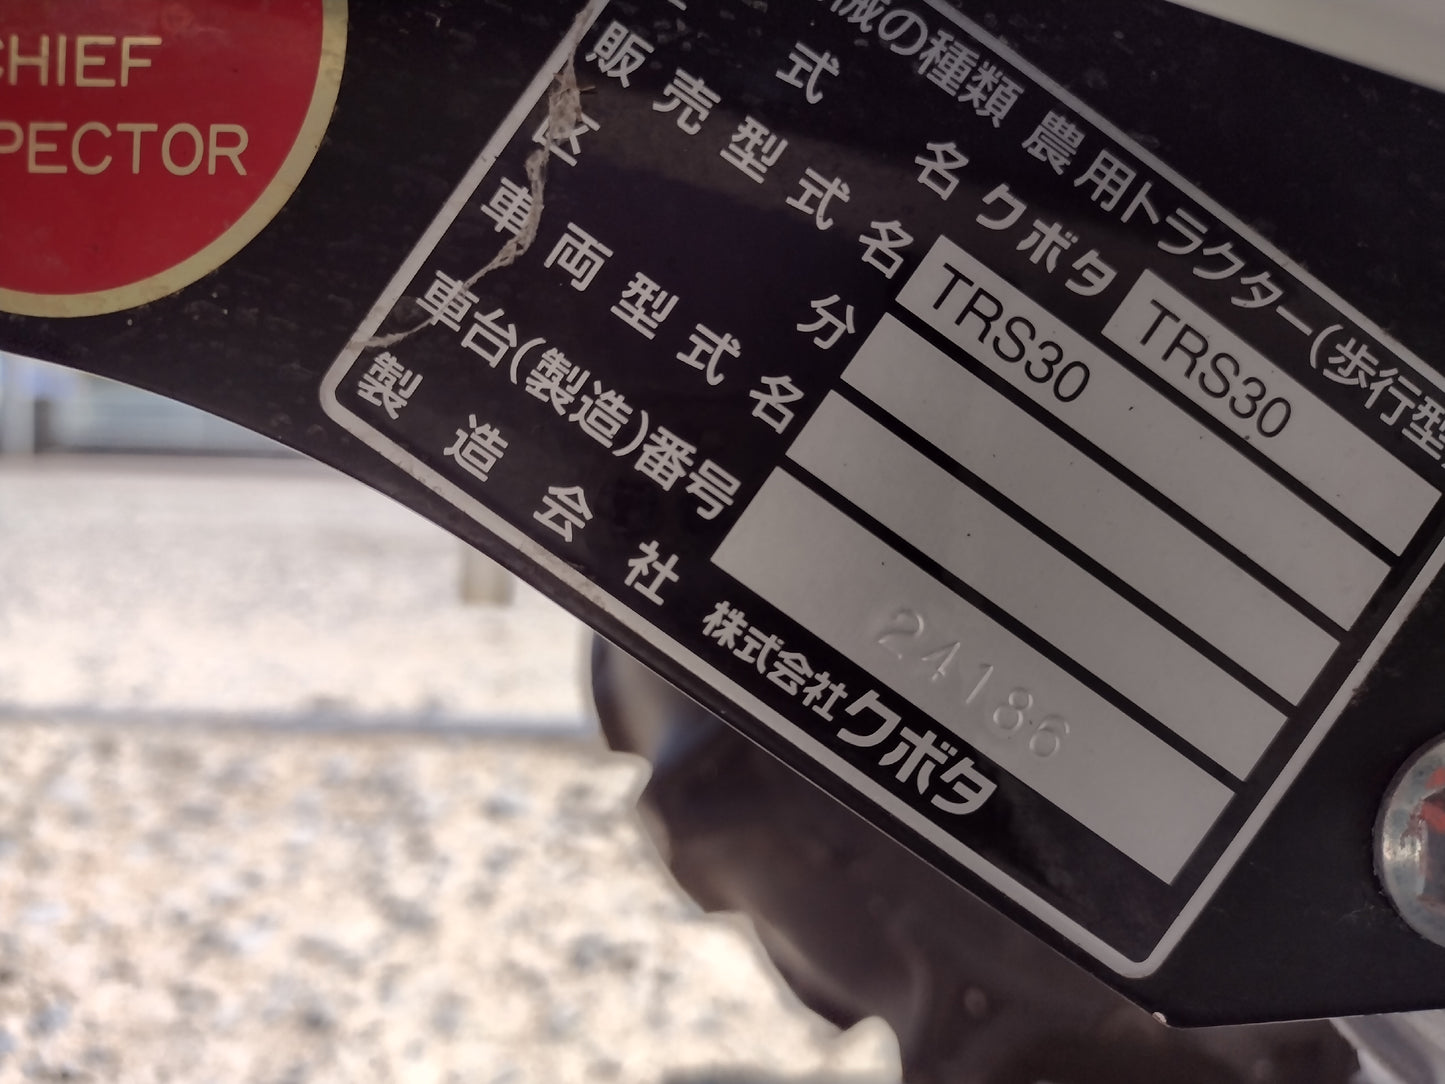 CHIEF
PECTOR
械の種類 農用トラクター(歩行型
式 名 クボタ TRS30
販売型式名 TRS30
区 分
車両型式名
車台(製造)番号 24186
製造会社 株式会社クボタ